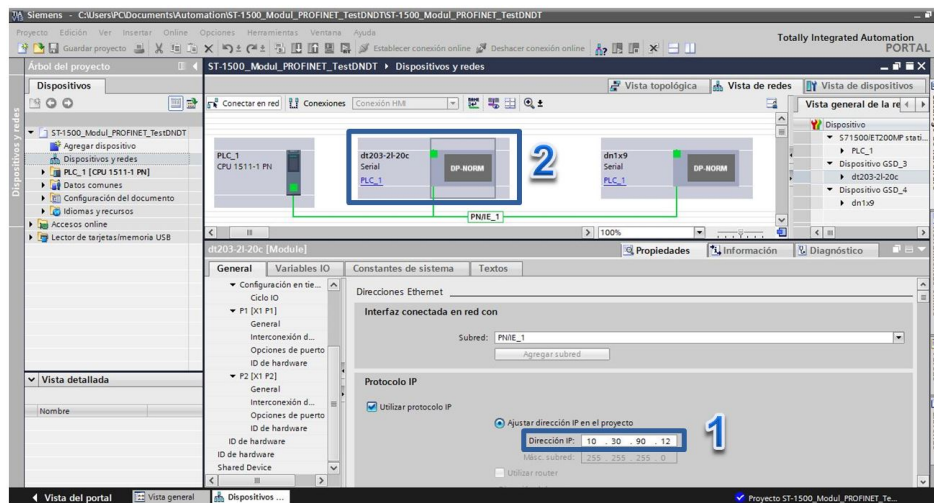 Siemens - C:\Users\PC\Documents\Automation\ST-1500_Modul_PROFINET_TestDNDT\ST-1500_Modul_PROFINET_TestDNDT
Proyecto Edición Ver Insertar Online Opciones Herramientas Ventana Ayuda
Guardar proyecto
Establecer conexión online
Deshacer conexión online
Totally Integrated Automation
PORTAL
Árbol del proyecto
ST-1500_Modul_PROFINET_TestDNDT
Dispositivos y redes
Dispositivos
Vista topológica
Vista de redes
Vista de dispositivos
Conectar en red
Conexiones
Conexión HMI
Vista general de la re
Dispositivos y redes
ST-1500_Modul_PROFINET_TestDNDT
Agregar dispositivo
Dispositivos y redes
PLC_1 [CPU 1511-1 PN]
Datos comunes
Configuración del documento
Idiomas y recursos
Accesos online
Lector de tarjetas/memoria USB
PLC_1
CPU 1511-1 PN
dt203-2l-20c
Serial
PLC_1
DP-NORM
2
dn1x9
Serial
PLC_1
DP-NORM
PN/IE_1
Dispositivo
S71500/ET200MP stati...
PLC_1
Dispositivo GSD_3
dt203-2l-20c
Dispositivo GSD_4
dn1x9
100%
dt203-2l-20c [Module]
Propiedades
Información
Diagnóstico
General
Variables IO
Constantes de sistema
Textos
Configuración en tie...
Ciclo IO
P1 [X1 P1]
General
Interconexión d...
Opciones de puerto
ID de hardware
P2 [X1 P2]
General
Interconexión d...
Opciones de puerto
ID de hardware
ID de hardware
ID de hardware
Shared Device
Direcciones Ethernet
Interfaz conectada en red con
Subred: PN/IE_1
Agregar subred
Protocolo IP
Utilizar protocolo IP
Ajustar dirección IP en el proyecto
Dirección IP: 10 . 30 . 90 . 12
Másc. subred: 255 . 255 . 255 . 0
Utilizar router
1
Vista detallada
Nombre
Vista del portal
Vista general
Dispositivos ...
Proyecto ST-1500_Modul_PROFINET_Te...